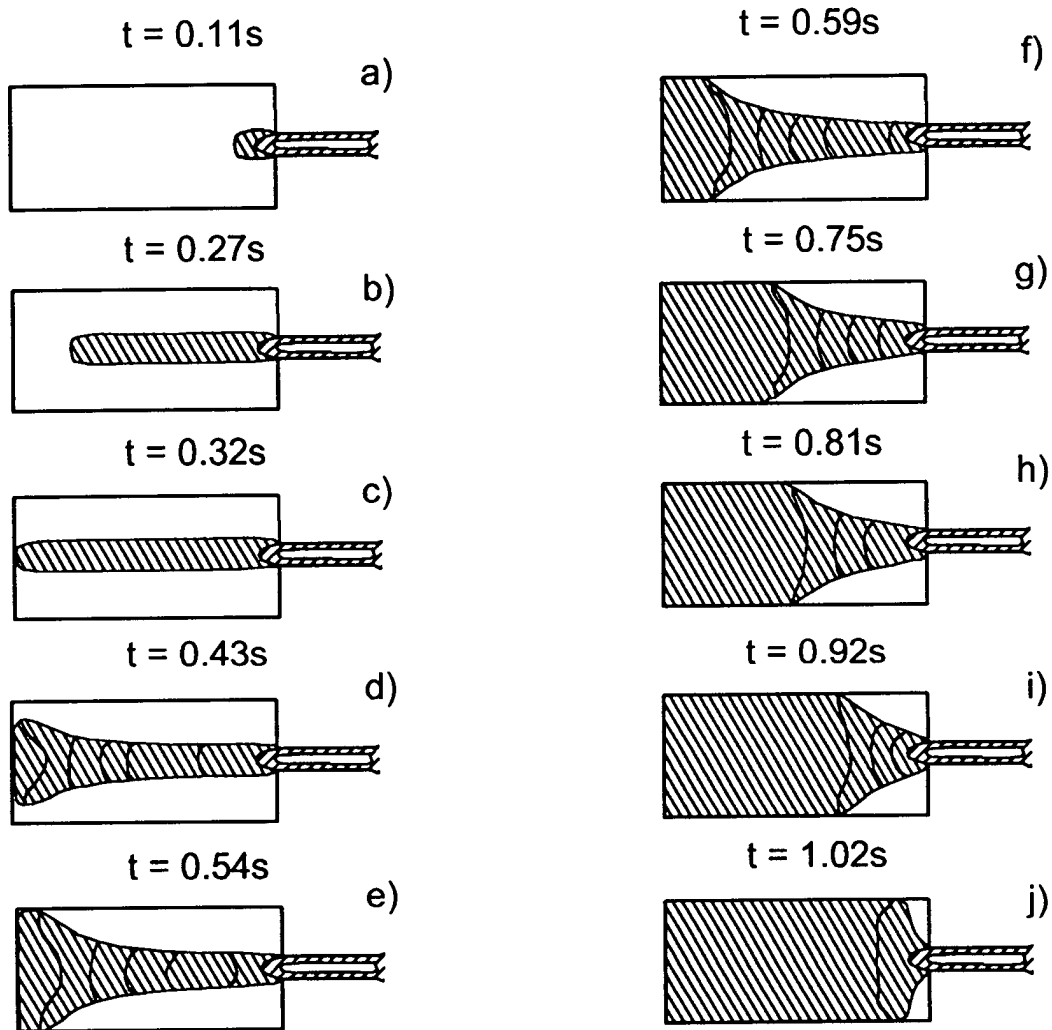 t = 0.11s
a)
t = 0.27s
b)
t = 0.32s
c)
t = 0.43s
d)
t = 0.54s
e)
t = 0.59s
f)
t = 0.75s
g)
t = 0.81s
h)
t = 0.92s
i)
t = 1.02s
j)